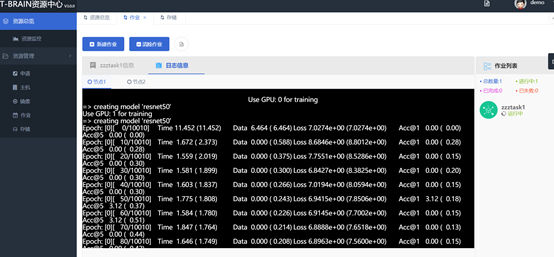 T-BRAIN资源中心 V3.0.0
demo
资源总览
资源监控
资源管理
申请
主机
镜像
作业
存储
资源总览
作业 ×
存储
新建作业
清除作业
zzztask1信息
日志信息
节点1
节点2
Use GPU: 0 for training
=> creating model 'resnet50'
Use GPU: 1 for training
=> creating model 'resnet50'
Epoch: [0][ 0/10010] Time 11.452 (11.452) Data 6.464 ( 6.464) Loss 7.0274e+00 (7.0274e+00) Acc@1 0.00 ( 0.00)
Acc@5 0.00 ( 0.00)
Epoch: [0][ 10/10010] Time 1.672 ( 2.373) Data 0.000 ( 0.588) Loss 8.6846e+00 (8.8012e+00) Acc@1 0.00 ( 0.28)
Acc@5 0.00 ( 0.28)
Epoch: [0][ 20/10010] Time 1.559 ( 2.019) Data 0.000 ( 0.375) Loss 7.7551e+00 (8.5286e+00) Acc@1 0.00 ( 0.15)
Acc@5 0.00 ( 0.30)
Epoch: [0][ 30/10010] Time 1.581 ( 1.899) Data 0.000 ( 0.300) Loss 6.8427e+00 (8.3825e+00) Acc@1 0.00 ( 0.20)
Acc@5 0.00 ( 0.30)
Epoch: [0][ 40/10010] Time 1.603 ( 1.837) Data 0.000 ( 0.266) Loss 7.0194e+00 (8.0594e+00) Acc@1 0.00 ( 0.15)
Acc@5 0.00 ( 0.30)
Epoch: [0][ 50/10010] Time 1.775 ( 1.808) Data 0.000 ( 0.243) Loss 6.9415e+00 (7.8506e+00) Acc@1 3.12 ( 0.18)
Acc@5 3.12 ( 0.37)
Epoch: [0][ 60/10010] Time 1.584 ( 1.780) Data 0.000 ( 0.226) Loss 6.9145e+00 (7.7002e+00) Acc@1 0.00 ( 0.15)
Acc@5 3.12 ( 0.51)
Epoch: [0][ 70/10010] Time 1.847 ( 1.764) Data 0.000 ( 0.214) Loss 6.8888e+00 (7.6518e+00) Acc@1 0.00 ( 0.13)
Acc@5 0.00 ( 0.44)
Epoch: [0][ 80/10010] Time 1.646 ( 1.749) Data 0.000 ( 0.208) Loss 6.8963e+00 (7.5600e+00) Acc@1 0.00 ( 0.15)
作业列表
总数量:1
运行中:1
已完成:0
已失败:0
zzztask1
运行中